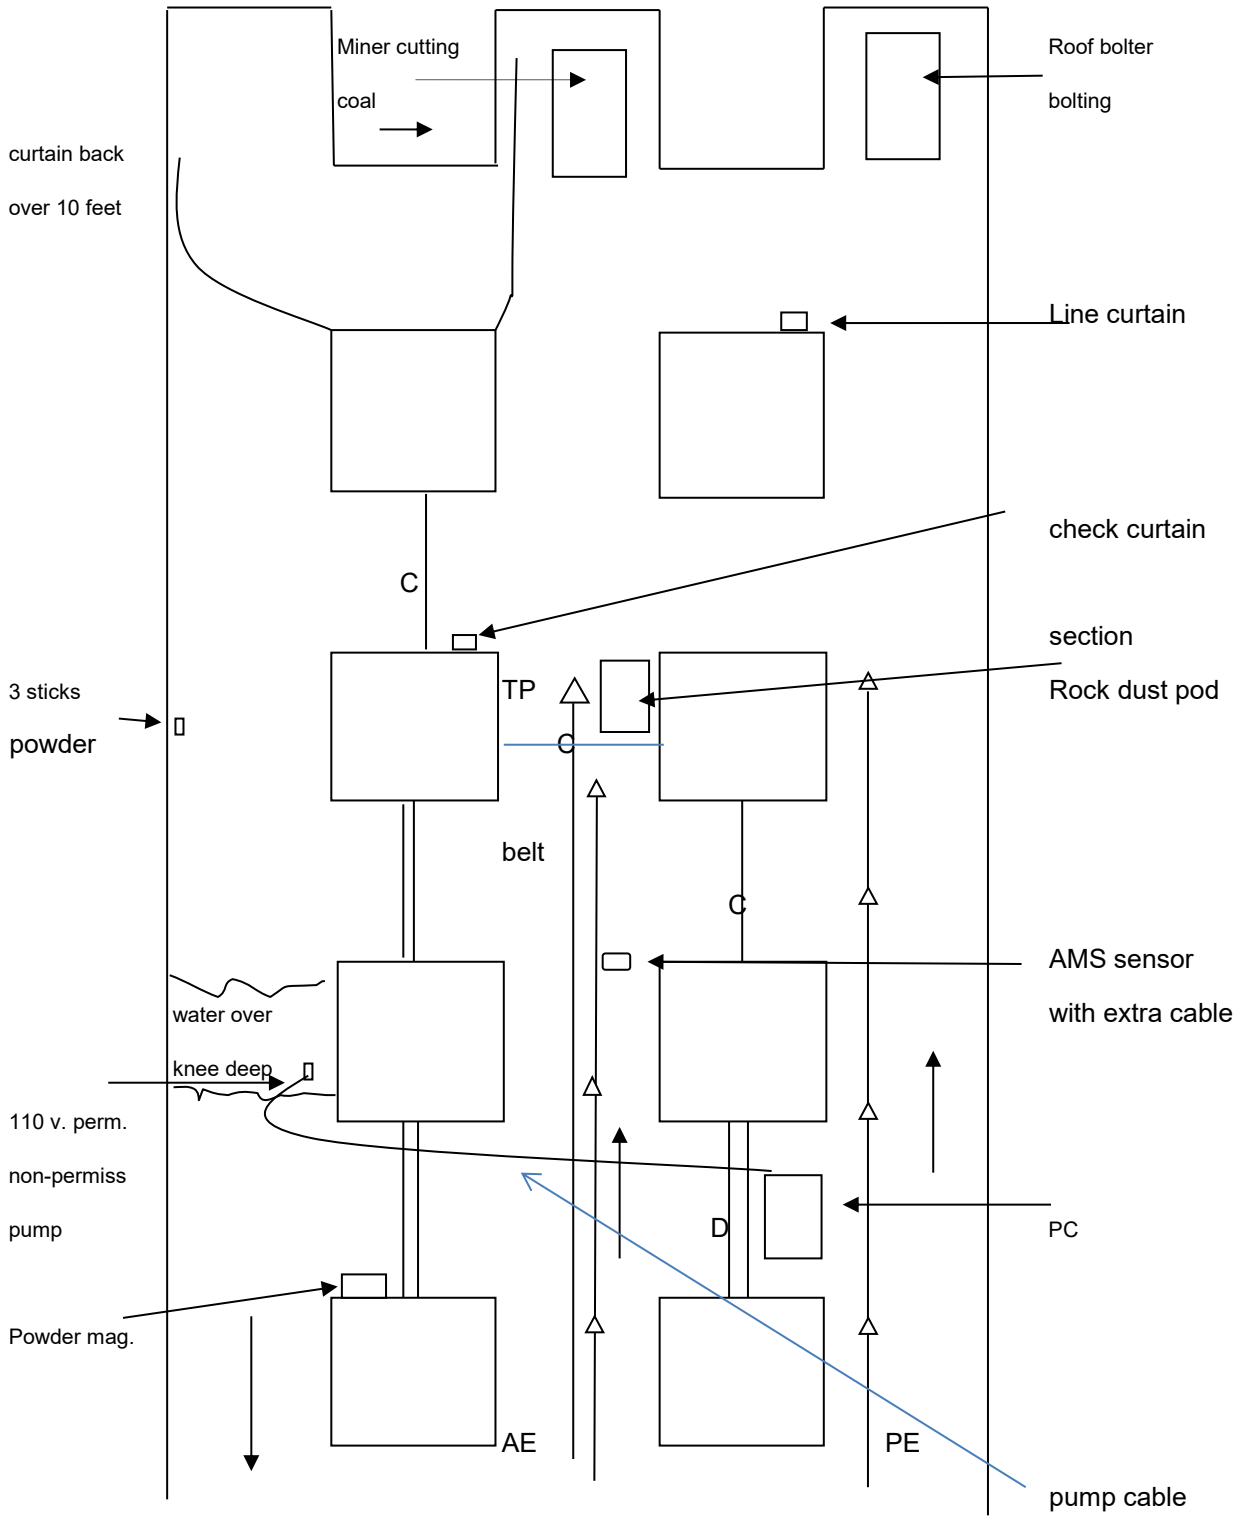 Miner cutting
coal
Roof bolter
bolting
curtain back
over 10 feet
Line curtain
check curtain
C
section
Rock dust pod
3 sticks
powder
TP
C
belt
C
AMS sensor
with extra cable
water over
knee deep
110 v. perm.
non-permiss
pump
D
PC
Powder mag.
AE
PE
pump cable